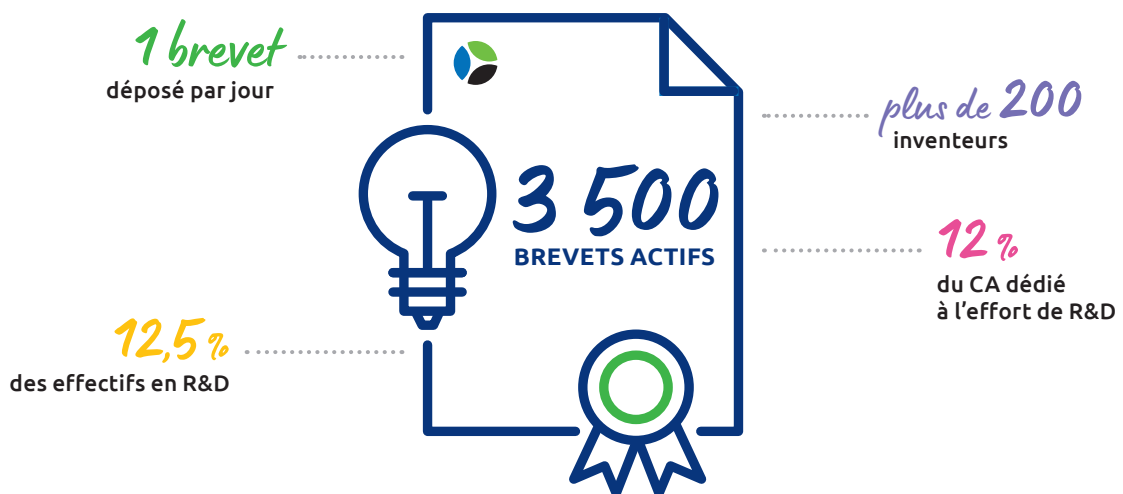 1 brevet
déposé par jour
plus de 200
inventeurs
3 500
BREVETS ACTIFS
12 %
du CA dédié
à l’effort de R&D
12,5 %
des effectifs en R&D